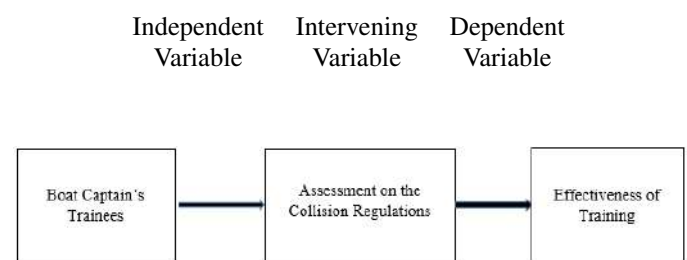 Independent Variable
Intervening Variable
Dependent Variable
Boat Captain's
Trainees
Assessment on the
Collision Regulations
Effectiveness of
Training